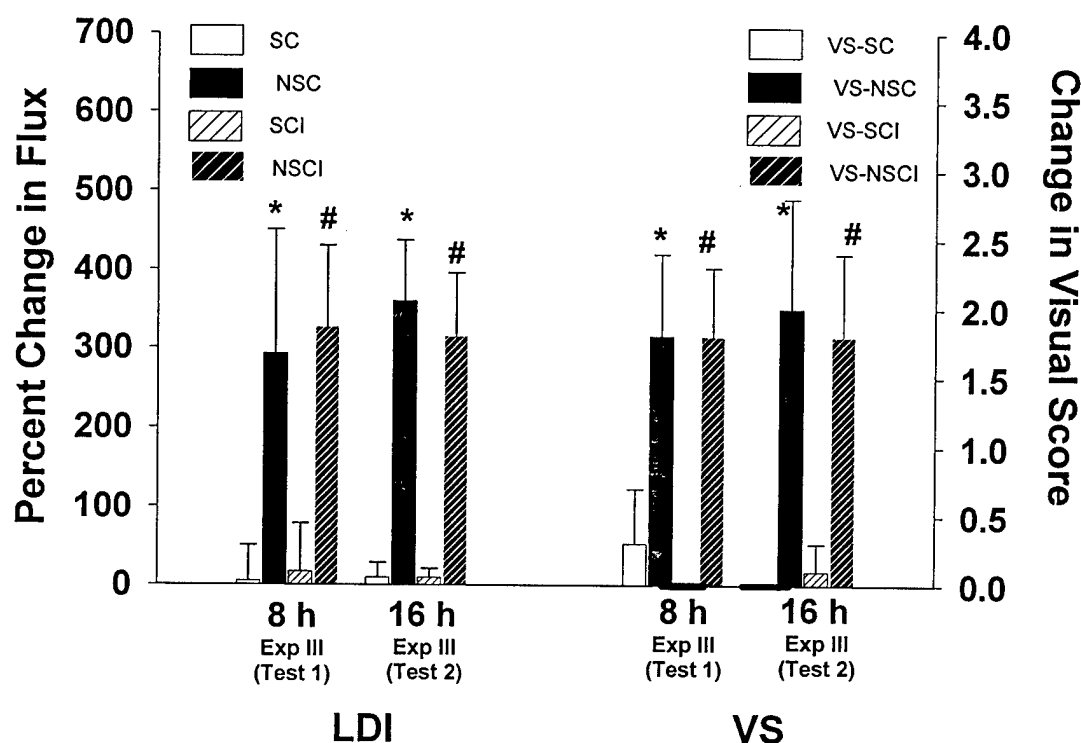 Percent Change in Flux
700
600
500
400
300
200
100
0
SC
NSC
SCI
NSCI
* # * #
8 h
Exp III
(Test 1)
16 h
Exp III
(Test 2)
LDI
VS-SC
VS-NSC
VS-SCI
VS-NSCI
* # * #
8 h
Exp III
(Test 1)
16 h
Exp III
(Test 2)
VS
4.0
3.5
3.0
2.5
2.0
1.5
1.0
0.5
0.0
Change in Visual Score